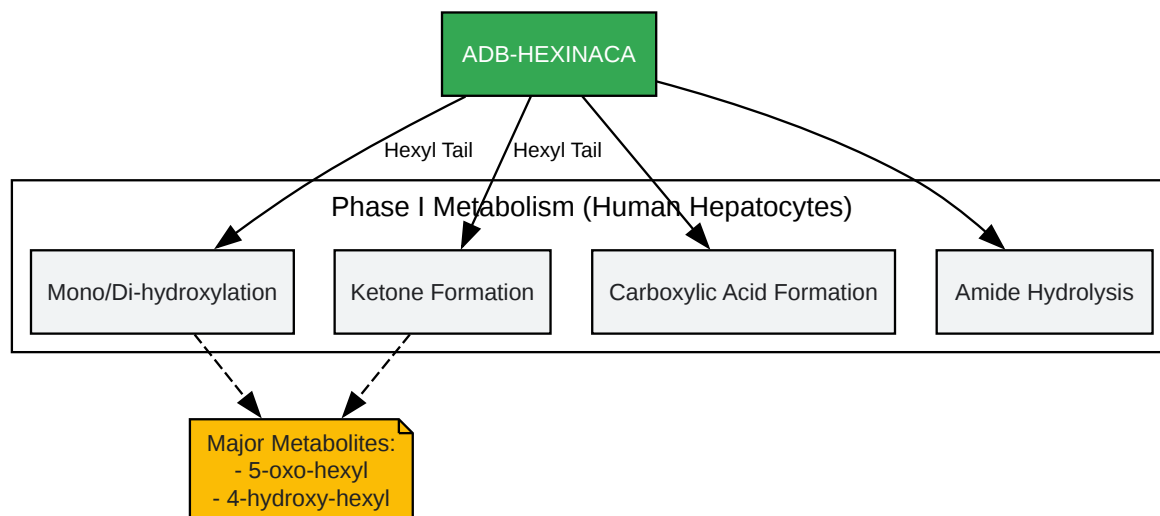 ADB-HEXINACA
Hexyl Tail
Hexyl Tail
Phase I Metabolism (Human Hepatocytes)
Mono/Di-hydroxylation
Ketone Formation
Carboxylic Acid Formation
Amide Hydrolysis
Major Metabolites:
- 5-oxo-hexyl
- 4-hydroxy-hexyl